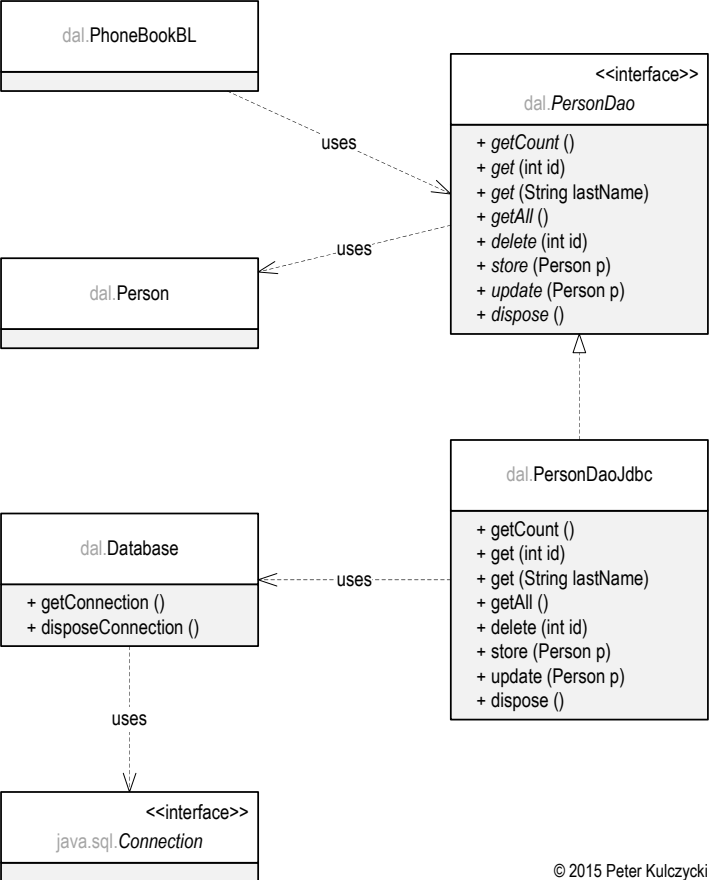 dal.PhoneBookBL
<<interface>>
dal.PersonDao
+ getCount ()
+ get (int id)
+ get (String lastName)
+ getAll ()
+ delete (int id)
+ store (Person p)
+ update (Person p)
+ dispose ()
uses
uses
dal.Person
dal.PersonDaoJdbc
+ getCount ()
+ get (int id)
+ get (String lastName)
+ getAll ()
+ delete (int id)
+ store (Person p)
+ update (Person p)
+ dispose ()
uses
dal.Database
+ getConnection ()
+ disposeConnection ()
uses
<<interface>>
java.sql.Connection
© 2015 Peter Kulczycki